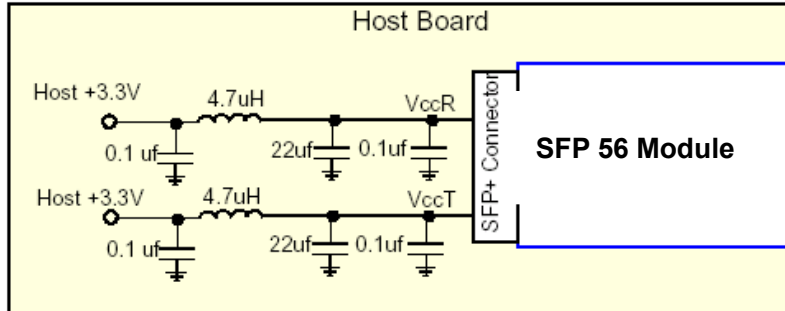 Host Board
Host +3.3V
4.7uH
VccR
0.1 uf
22uf
0.1uf
SFP+ Connector
SFP 56 Module
Host +3.3V
4.7uH
VccT
0.1 uf
22uf
0.1uf